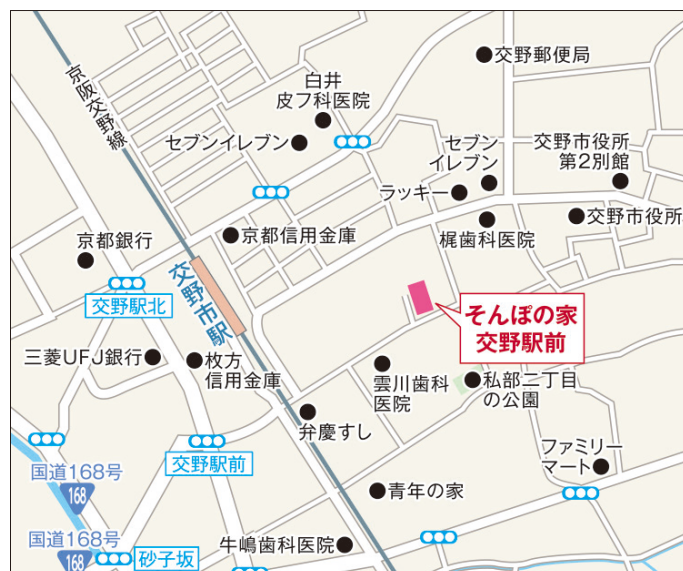 交野郵便局
白井
皮フ科医院
京阪交野線
セブンイレブン
セブン
イレブン
交野市役所
第2別館
ラッキー
交野市役所
梶歯科医院
京都信用金庫
京都銀行
交野市駅
交野駅北
そんぽの家
交野駅前
三菱UFJ銀行
枚方
信用金庫
雲川歯科
医院
私部二丁目
の公園
弁慶すし
ファミリー
マート
交野駅前
国道168号
168
青年の家
国道168号
168
砂子坂
牛嶋歯科医院